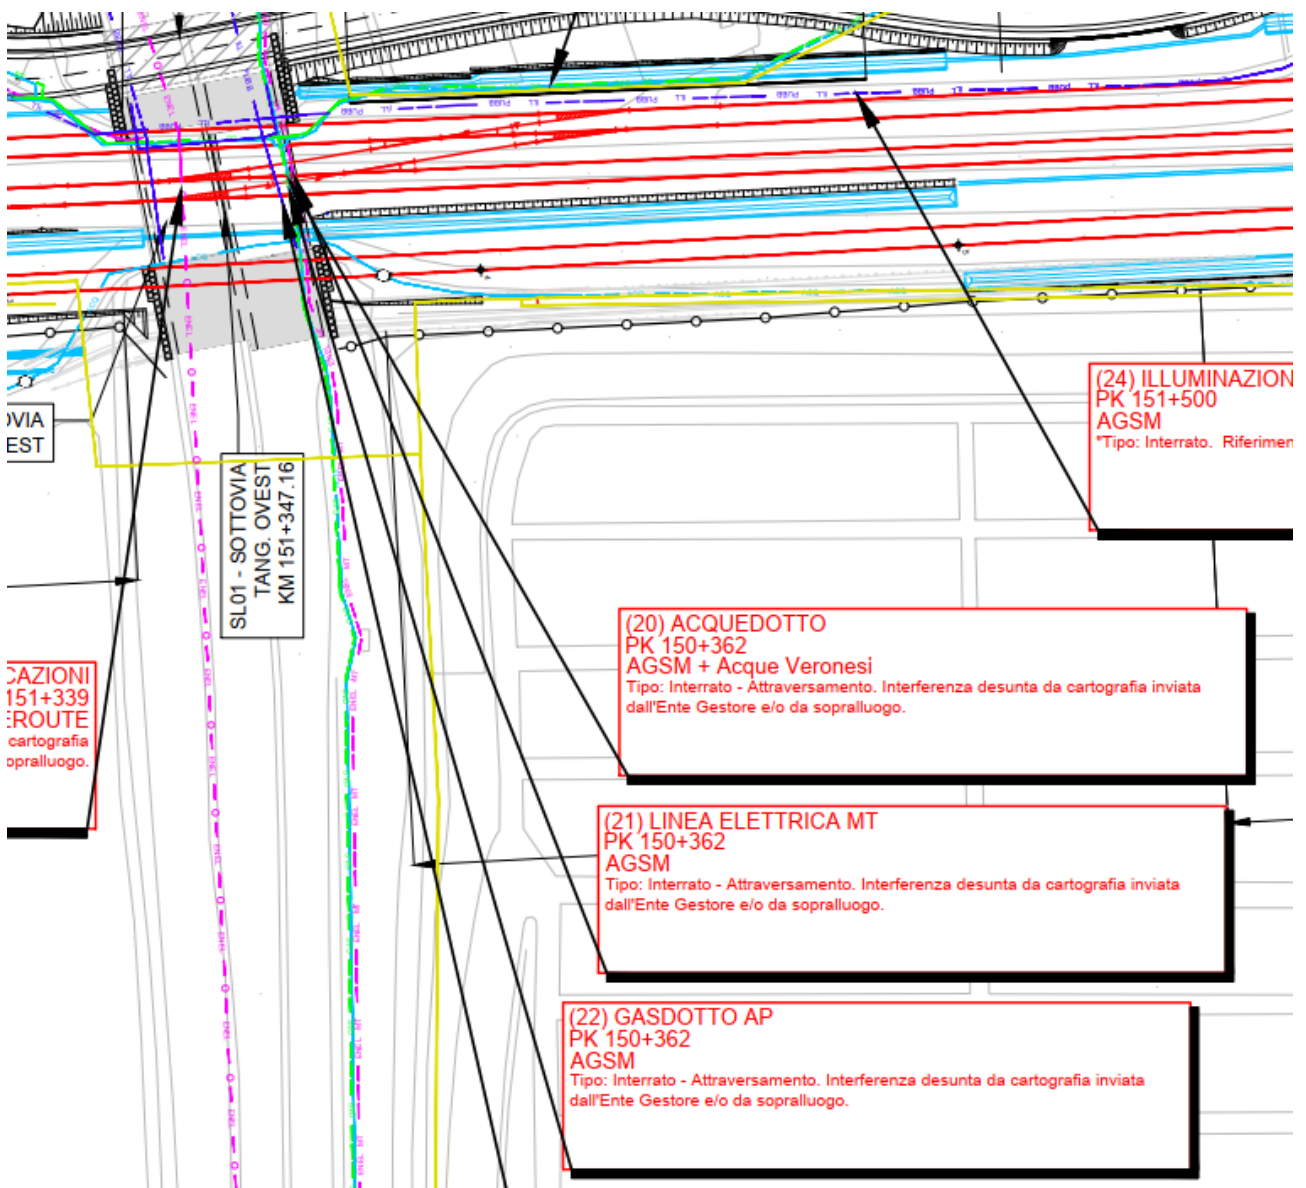 (24) ILLUMINAZION
PK 151+500
AGSM
*Tipo: Interrato. Riferimen
OVIA
EST
SL01 - SOTTOVIA
TANG. OVEST
KM 151+347.16
(20) ACQUEDOTTO
PK 150+362
AGSM + Acque Veronesi
Tipo: Interrato - Attraversamento. Interferenza desunta da cartografia inviata
dall'Ente Gestore e/o da sopralluogo.
CAZIONI
151+339
EROUTE
cartografia
opralluogo.
(21) LINEA ELETTRICA MT
PK 150+362
AGSM
Tipo: Interrato - Attraversamento. Interferenza desunta da cartografia inviata
dall'Ente Gestore e/o da sopralluogo.
(22) GASDOTTO AP
PK 150+362
AGSM
Tipo: Interrato - Attraversamento. Interferenza desunta da cartografia inviata
dall'Ente Gestore e/o da sopralluogo.